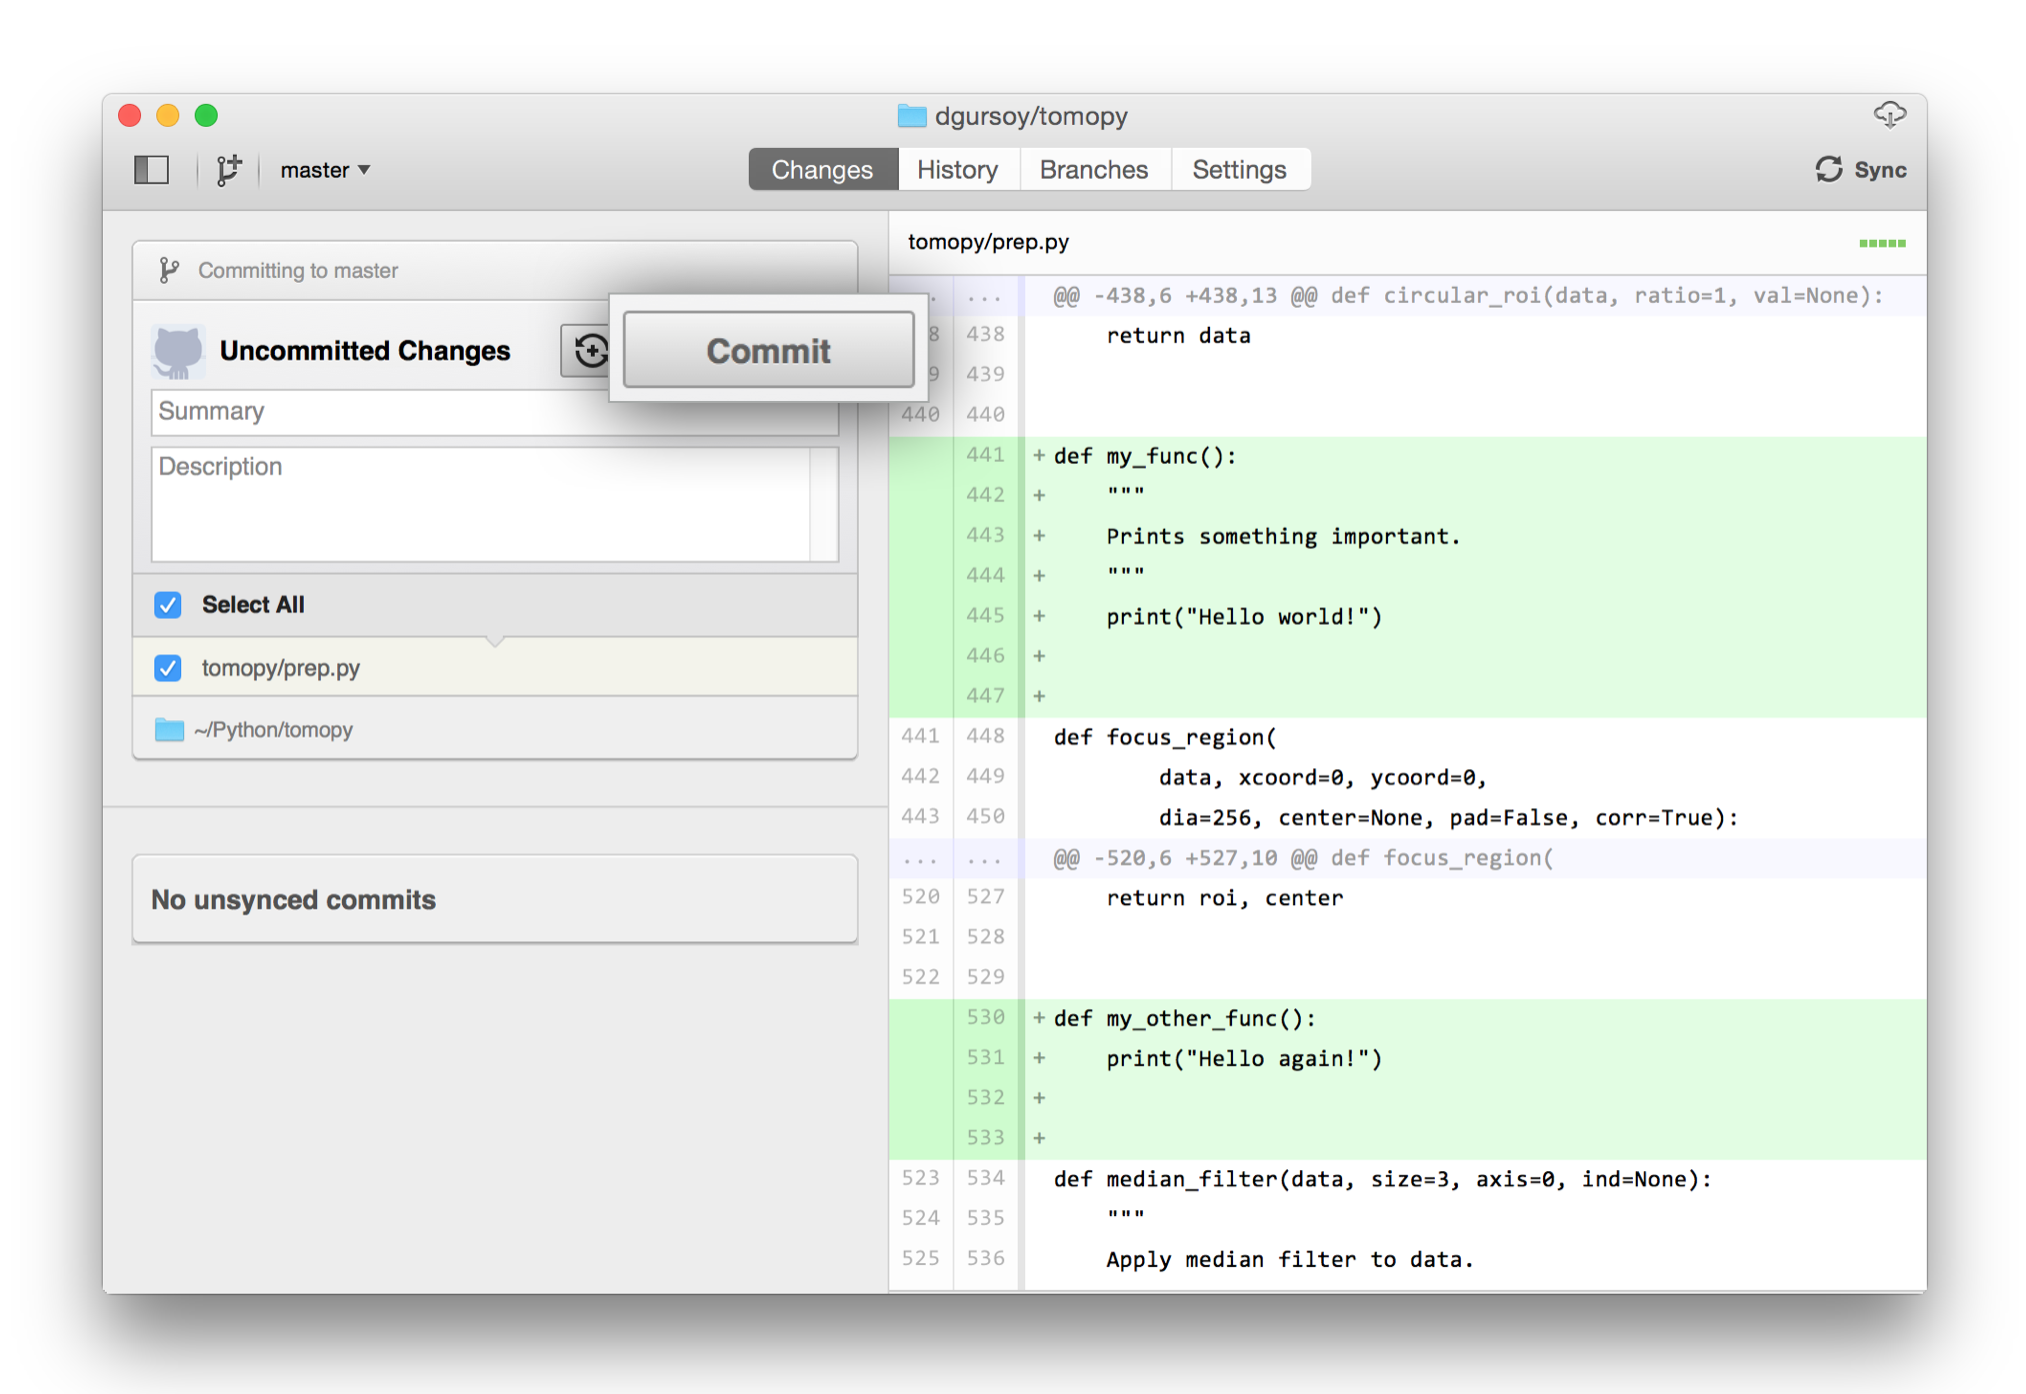 dgursoy/tomopy
master
Changes
History
Branches
Settings
Sync
Committing to master
Uncommitted Changes
Commit
Summary
Description
Select All
tomopy/prep.py
~/Python/tomopy
No unsynced commits
tomopy/prep.py
... @@ -438,6 +438,13 @@ def circular_roi(data, ratio=1, val=None):
8 438 return data
9 439
440 440
441 + def my_func():
442 + """
443 + Prints something important.
444 + """
445 + print("Hello world!")
446 +
447 +
441 448 def focus_region(
442 449 data, xcoord=0, ycoord=0,
443 450 dia=256, center=None, pad=False, corr=True):
... ... @@ -520,6 +527,10 @@ def focus_region(
520 527 return roi, center
521 528
522 529
530 + def my_other_func():
531 + print("Hello again!")
532 +
533 +
523 534 def median_filter(data, size=3, axis=0, ind=None):
524 535 """
525 536 Apply median filter to data.